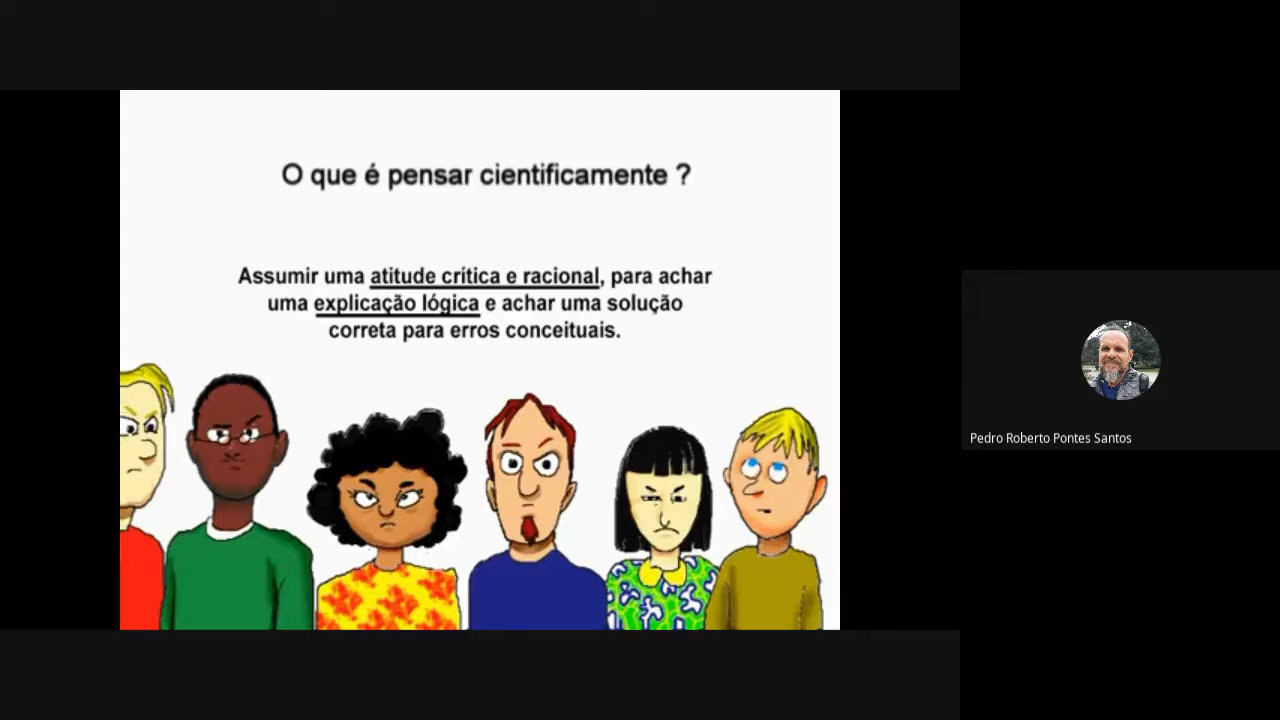 O que é pensar cientificamente ?
Assumir uma atitude crítica e racional, para achar
uma explicação lógica e achar uma solução
correta para erros conceituais.
Pedro Roberto Pontes Santos